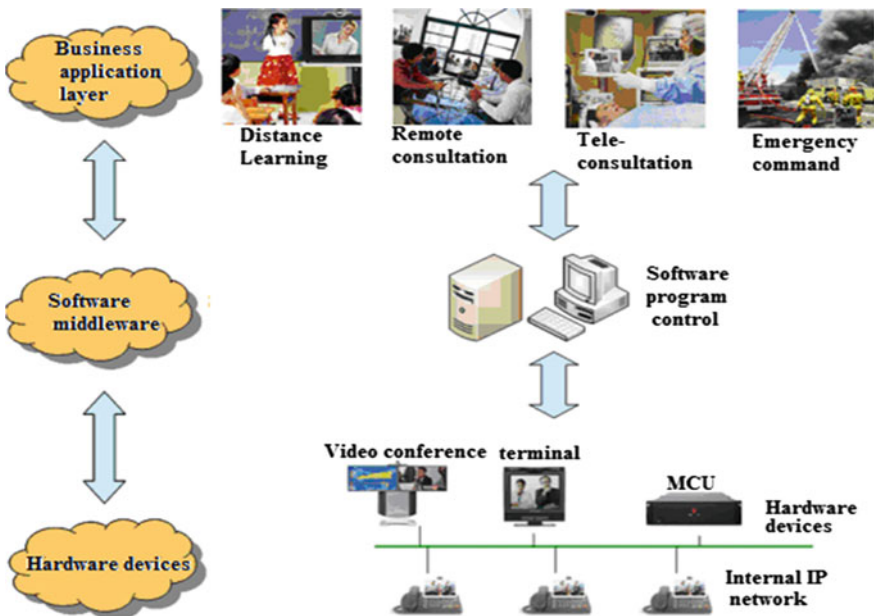 Business
application
layer
Distance
Learning
Remote
consultation
Tele-
consultation
Emergency
command
Software
middleware
Software
program
control
Video conference terminal
MCU
Hardware
devices
Hardware devices
Internal IP
network